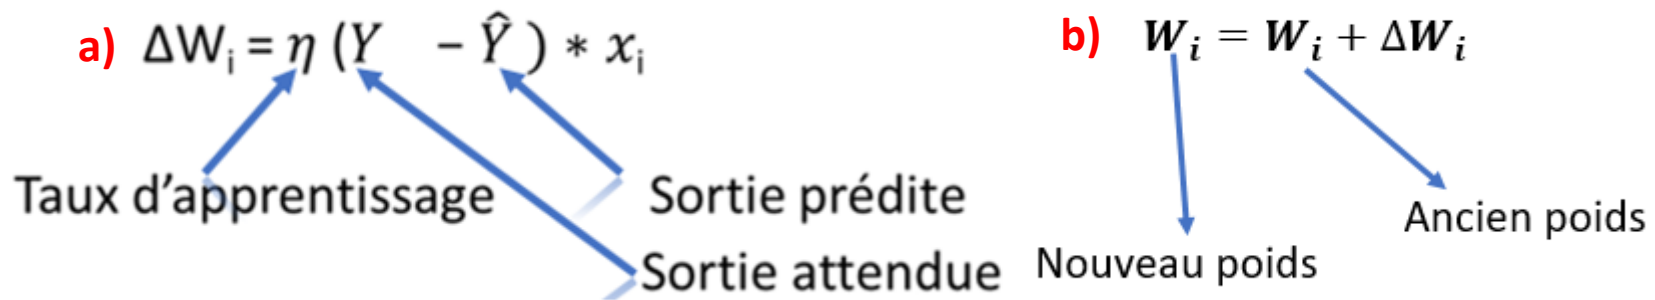 a) ΔWᵢ = η (Y − Ŷ) * xᵢ
b) Wᵢ = Wᵢ + ΔWᵢ
Taux d'apprentissage
Sortie prédite
Sortie attendue
Nouveau poids
Ancien poids